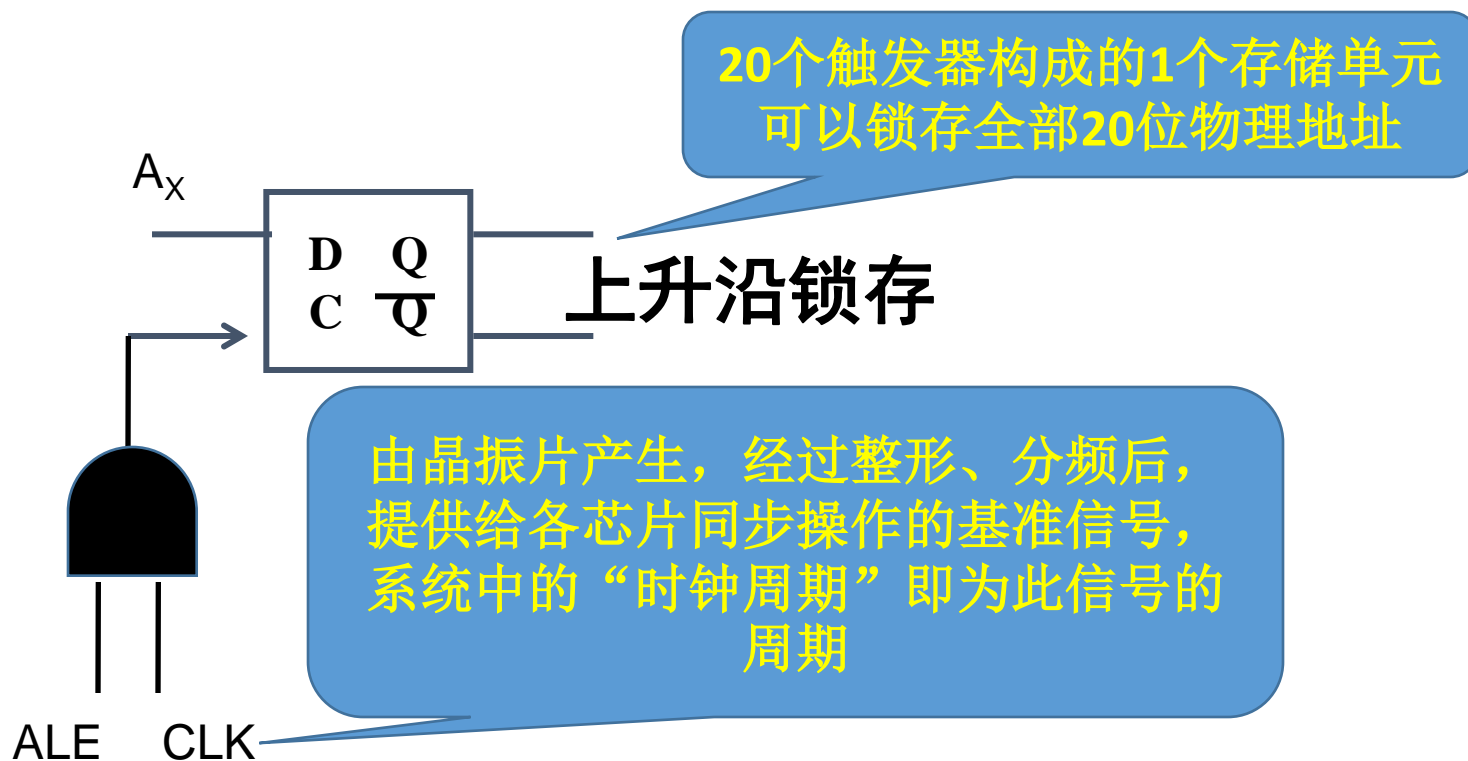 20个触发器构成的1个存储单元
可以锁存全部20位物理地址
AX
D Q
C Q̅
上升沿锁存
由晶振片产生，经过整形、分频后，
提供给各芯片同步操作的基准信号，
系统中的“时钟周期”即为此信号的
周期
ALE CLK